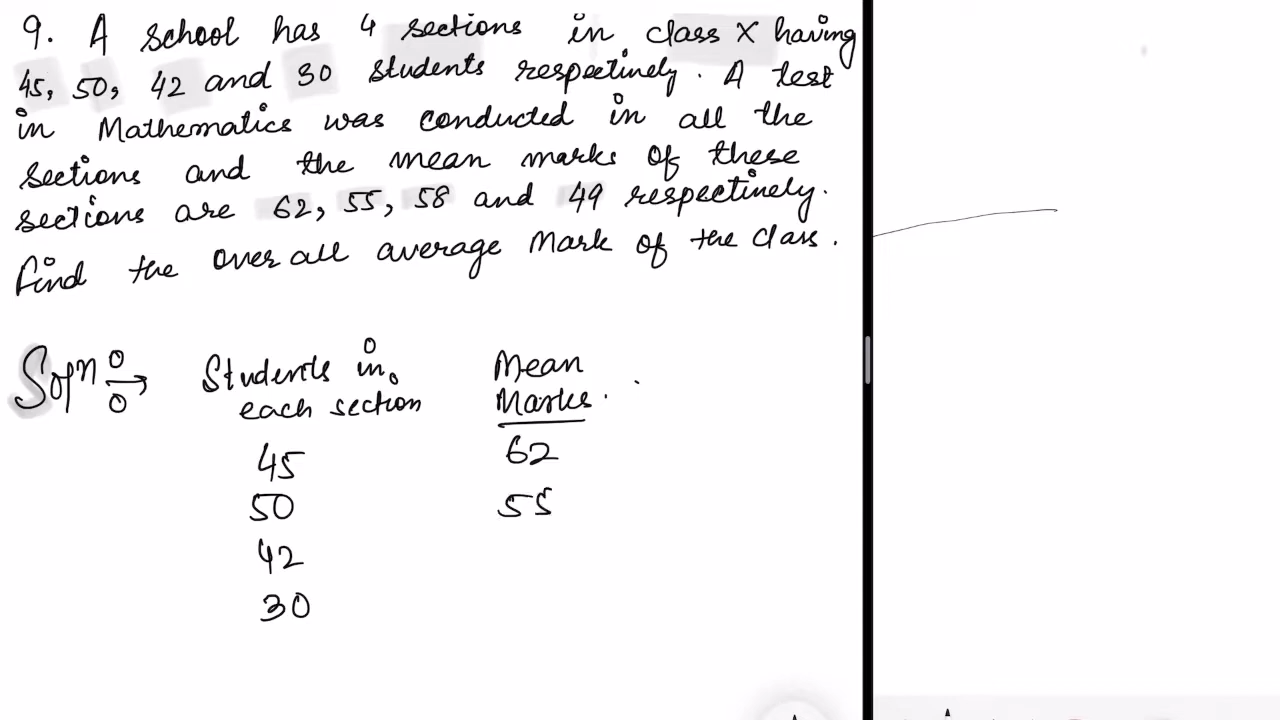 9. A school has 4 sections in class X having
45, 50, 42 and 30 students respectively. A test
in Mathematics was conducted in all the
sections and the mean marks of these
sections are 62, 55, 58 and 49 respectively.
Find the over all average Mark of the class.
Sol^n Students in Mean
each section Marks.
45 62
50 55
42
30